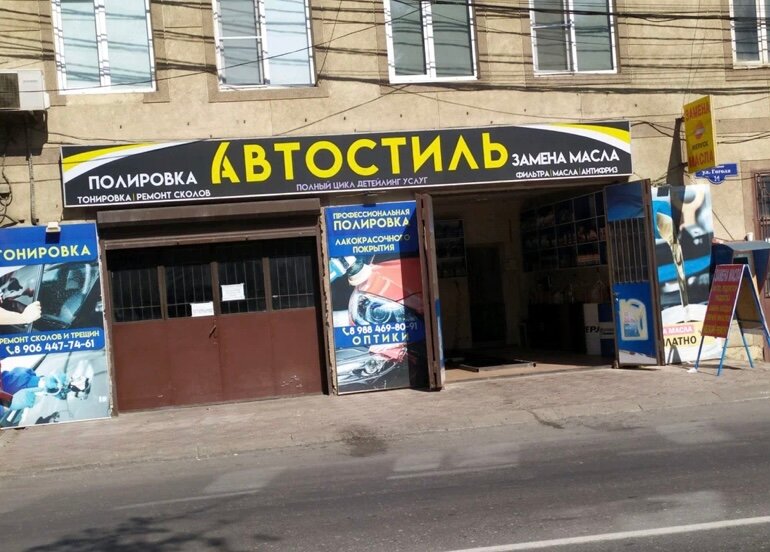 ПОЛИРОВКА
ТОНИРОВКА | РЕМОНТ СКОЛОВ
АВТОСТИЛЬ
ПОЛНЫЙ ЦИКЛ ДЕТЕЙЛИНГ УСЛУГ
ЗАМЕНА МАСЛА
ФИЛЬТРА | МАСЛА | АНТИФРИЗ
ЗАМЕНА
МАСЛА
ул. Гоголя
ТОНИРОВКА
РЕМОНТ СКОЛОВ И ТРЕЩИН
8 906 447-74-61
ПРОФЕССИОНАЛЬНАЯ
ПОЛИРОВКА
ЛАКОКРАСОЧНОГО
ПОКРЫТИЯ
8 988 469-80-91
ОПТИКИ
ЗАМЕНА МАСЛА
МАСЛА